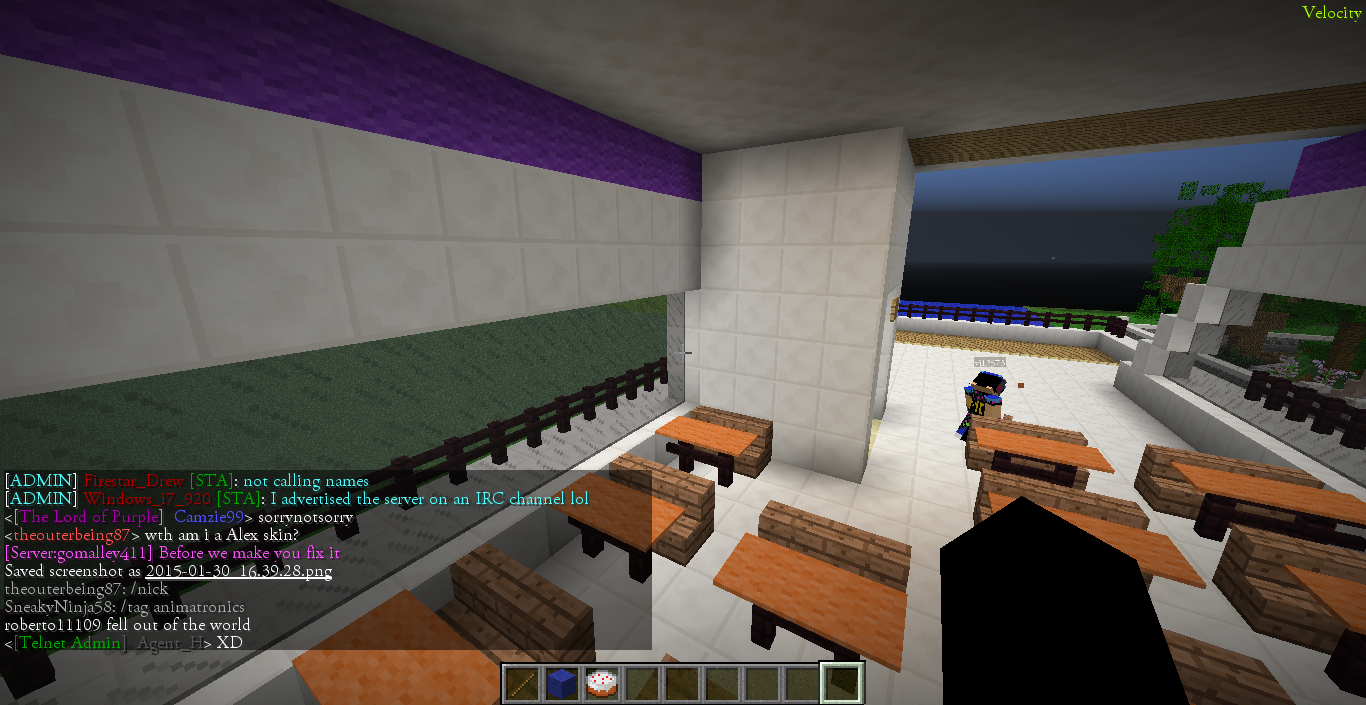 Velocity
[ADMIN] Firestar_Drew [STA]: not calling names
[ADMIN] Windows_i7_920 [STA]: I advertised the server on an IRC channel lol
<[The Lord of Purple] Camzie99> sorrynotsorry
<theouterbeing87> wth am i a Alex skin?
[Server:gomalley411] Before we make you fix it
Saved screenshot as 2015-01-30_16.39.28.png
theouterbeing87: /nick
SneakyNinja58: /tag animatronics
roberto11109 fell out of the world
<[Telnet Admin] Agent_H> XD